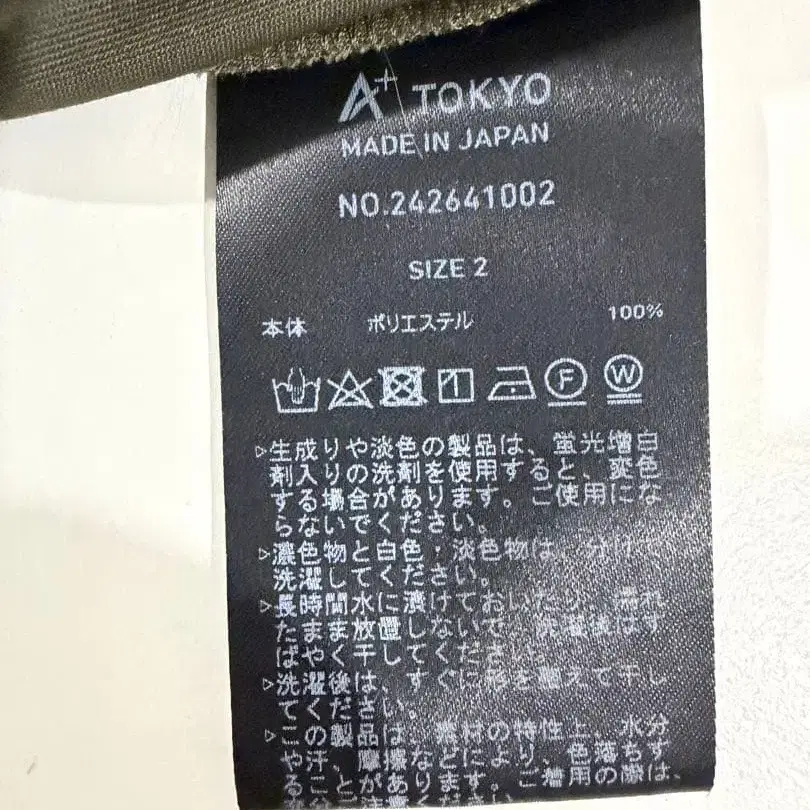 A+ TOKYO
MADE IN JAPAN
NO.242641002
SIZE 2
本体 ポリエステル 100%
F W
▷生成りや淡色の製品は、蛍光増白
剤入りの洗剤を使用すると、変色
する場合があります。ご使用にな
らないでください。
▷濃色物と白色・淡色物は、分けて
洗濯してください。
▷長時間水に漬けておいたり、濡れ
たまま放置しないで、洗濯後はす
ばやく干してください。
▷洗濯後は、すぐに形を整えて干し
てください。
▷この製品は、素材の特性上、水分
や汗、摩擦などにより、色落ちす
ることがあります。ご着用の際は、